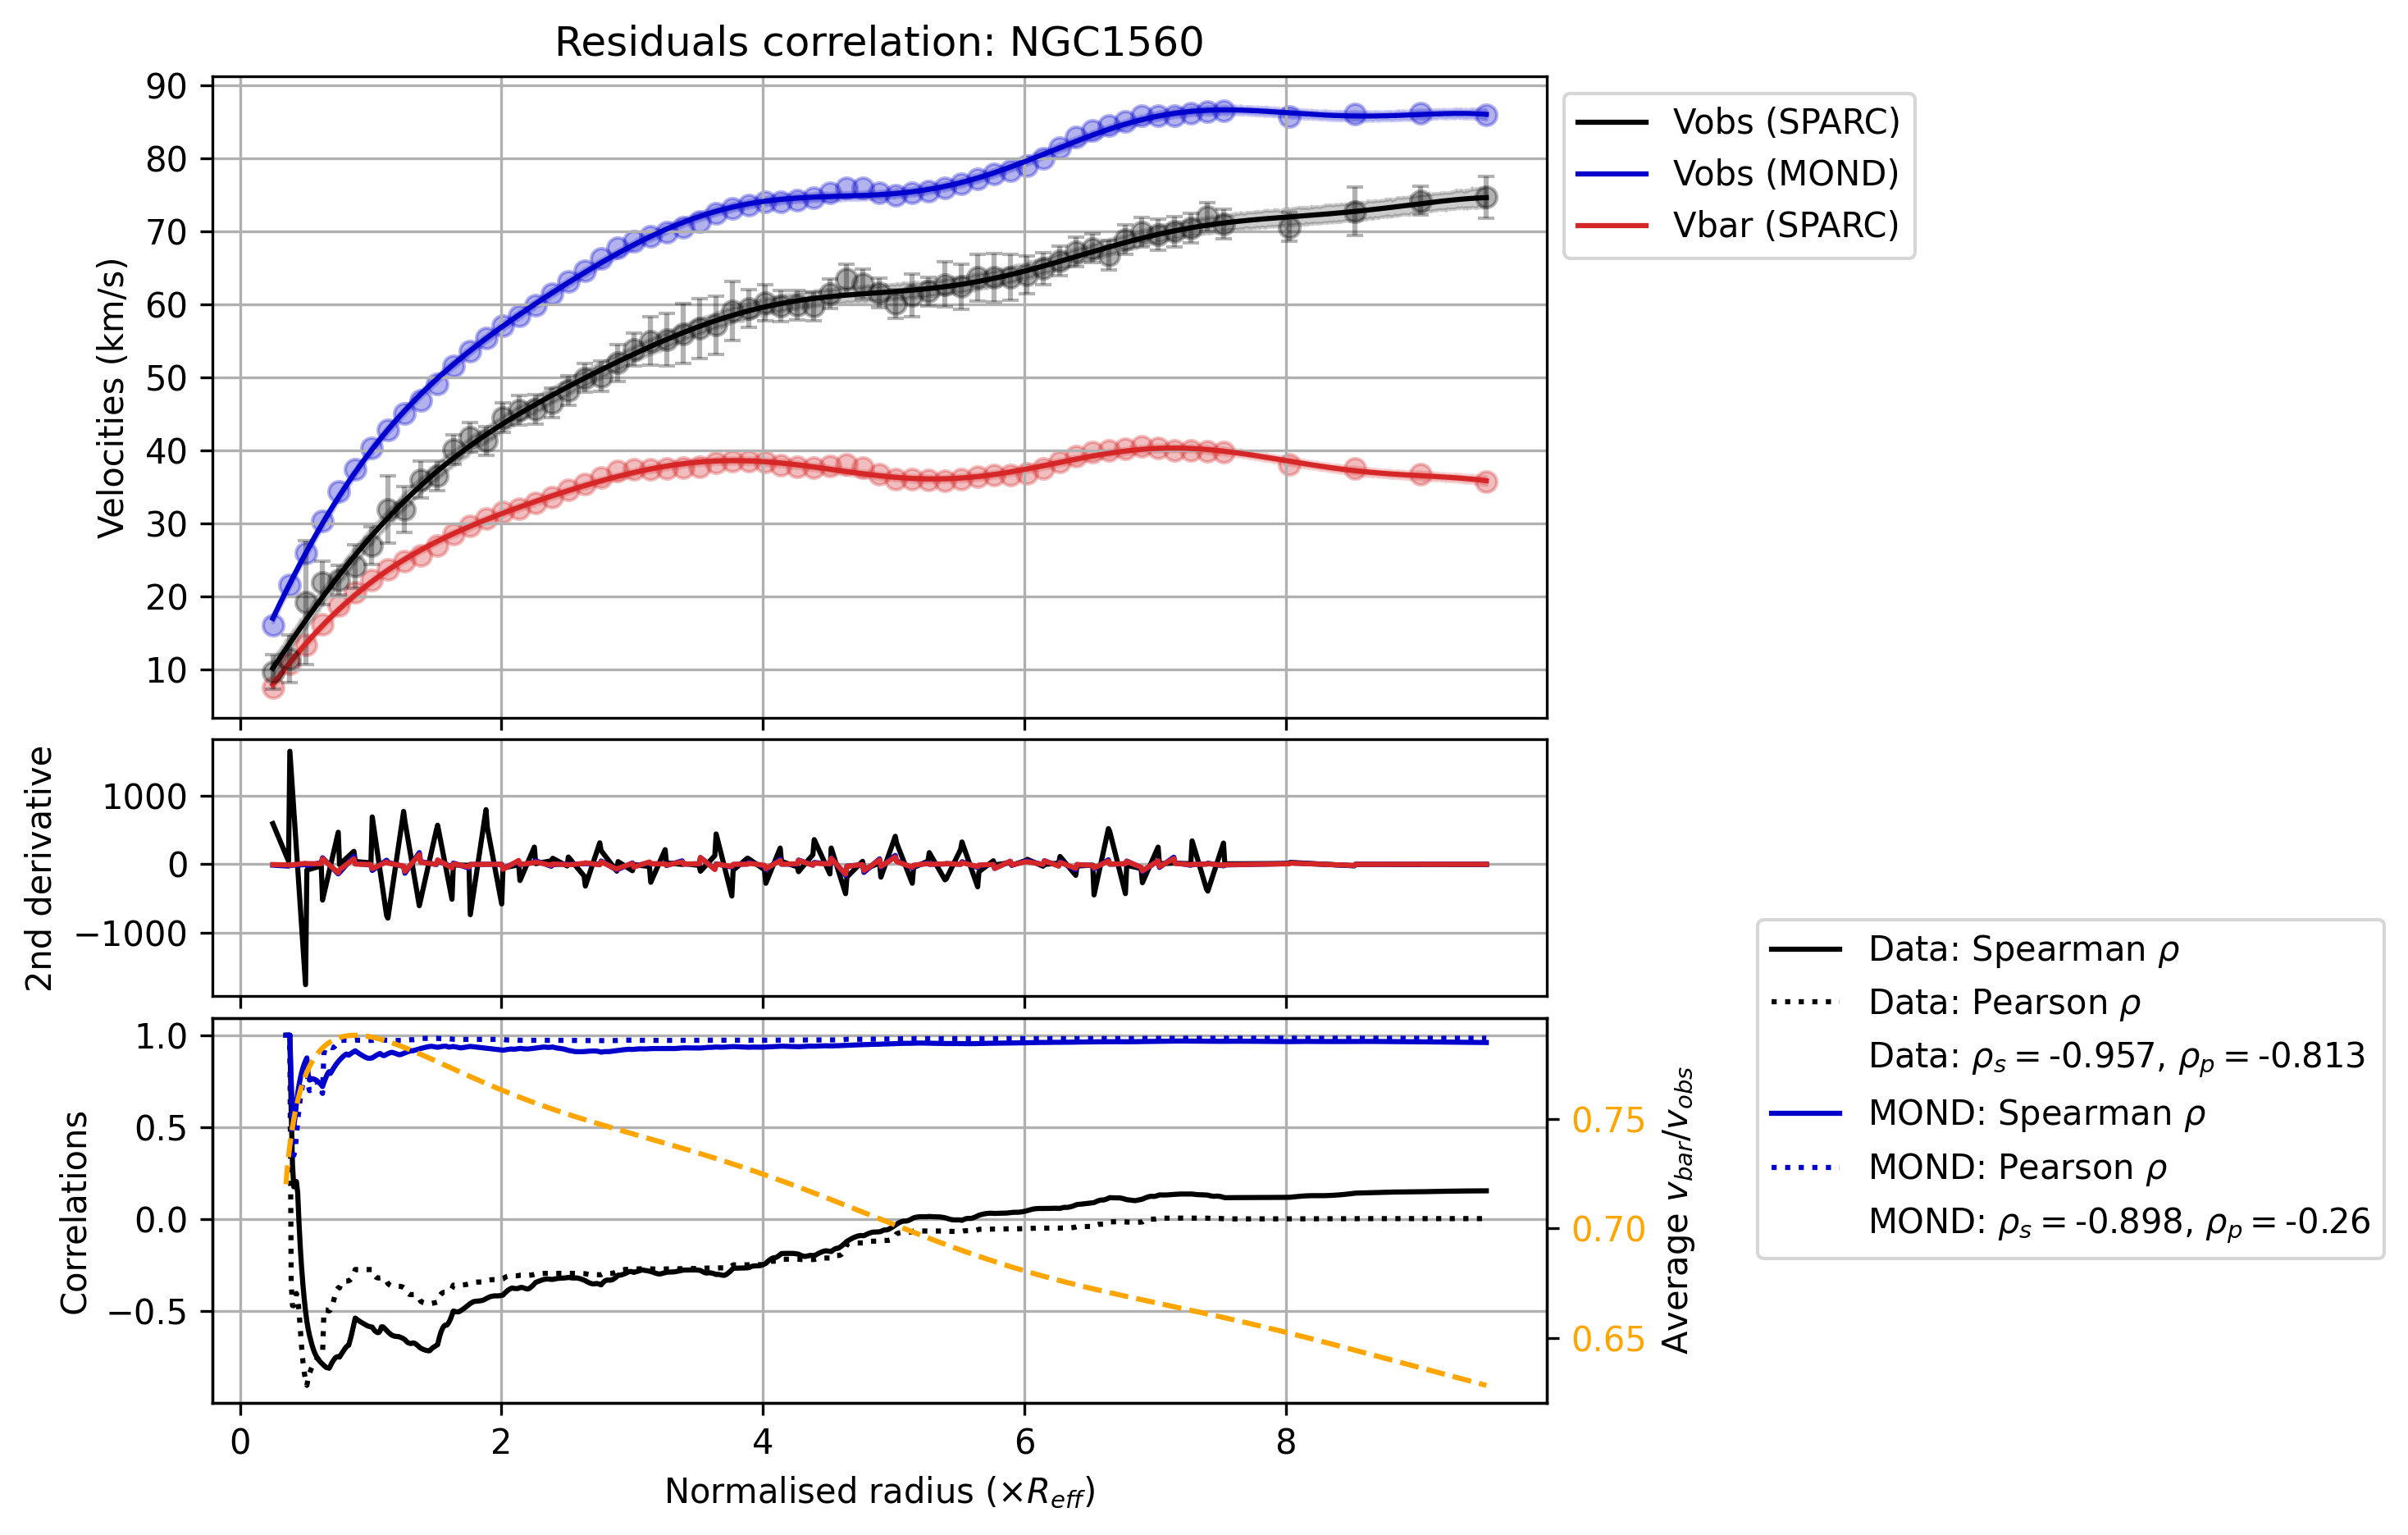 Residuals correlation: NGC1560
90
80
70
60
50
40
30
20
10
Velocities (km/s)
Vobs (SPARC)
Vobs (MOND)
Vbar (SPARC)
1000
0
−1000
2nd derivative
1.0
0.5
0.0
−0.5
Correlations
0.75
0.70
0.65
Average v_bar/v_obs
Data: Spearman ρ
Data: Pearson ρ
Data: ρ_s = -0.957, ρ_p = -0.813
MOND: Spearman ρ
MOND: Pearson ρ
MOND: ρ_s = -0.898, ρ_p = -0.26
0 2 4 6 8
Normalised radius (×R_eff)